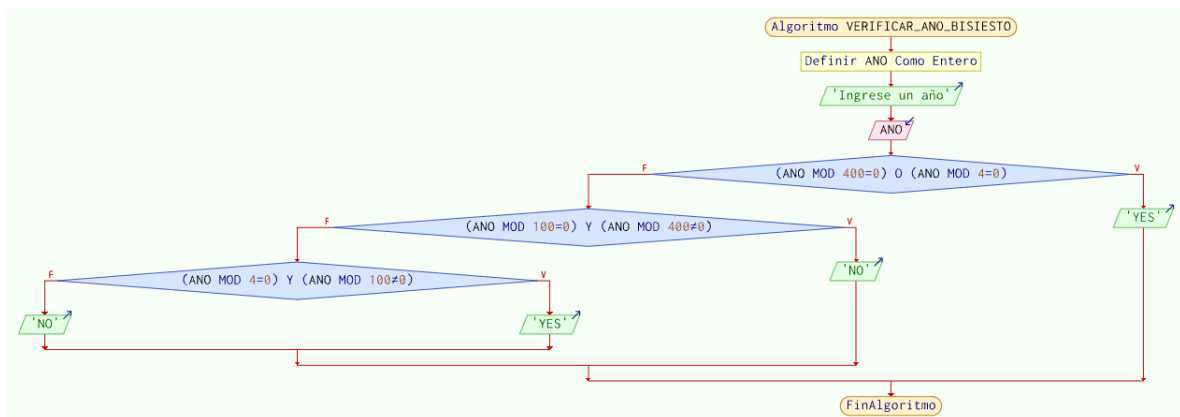 Algoritmo VERIFICAR_ANO_BISIESTO
Definir ANO Como Entero
'Ingrese un año'
ANO
F
(ANO MOD 400=0) O (ANO MOD 4=0)
V
'YES'
F
(ANO MOD 100=0) Y (ANO MOD 400≠0)
V
'NO'
F
(ANO MOD 4=0) Y (ANO MOD 100≠0)
V
'NO'
'YES'
FinAlgoritmo